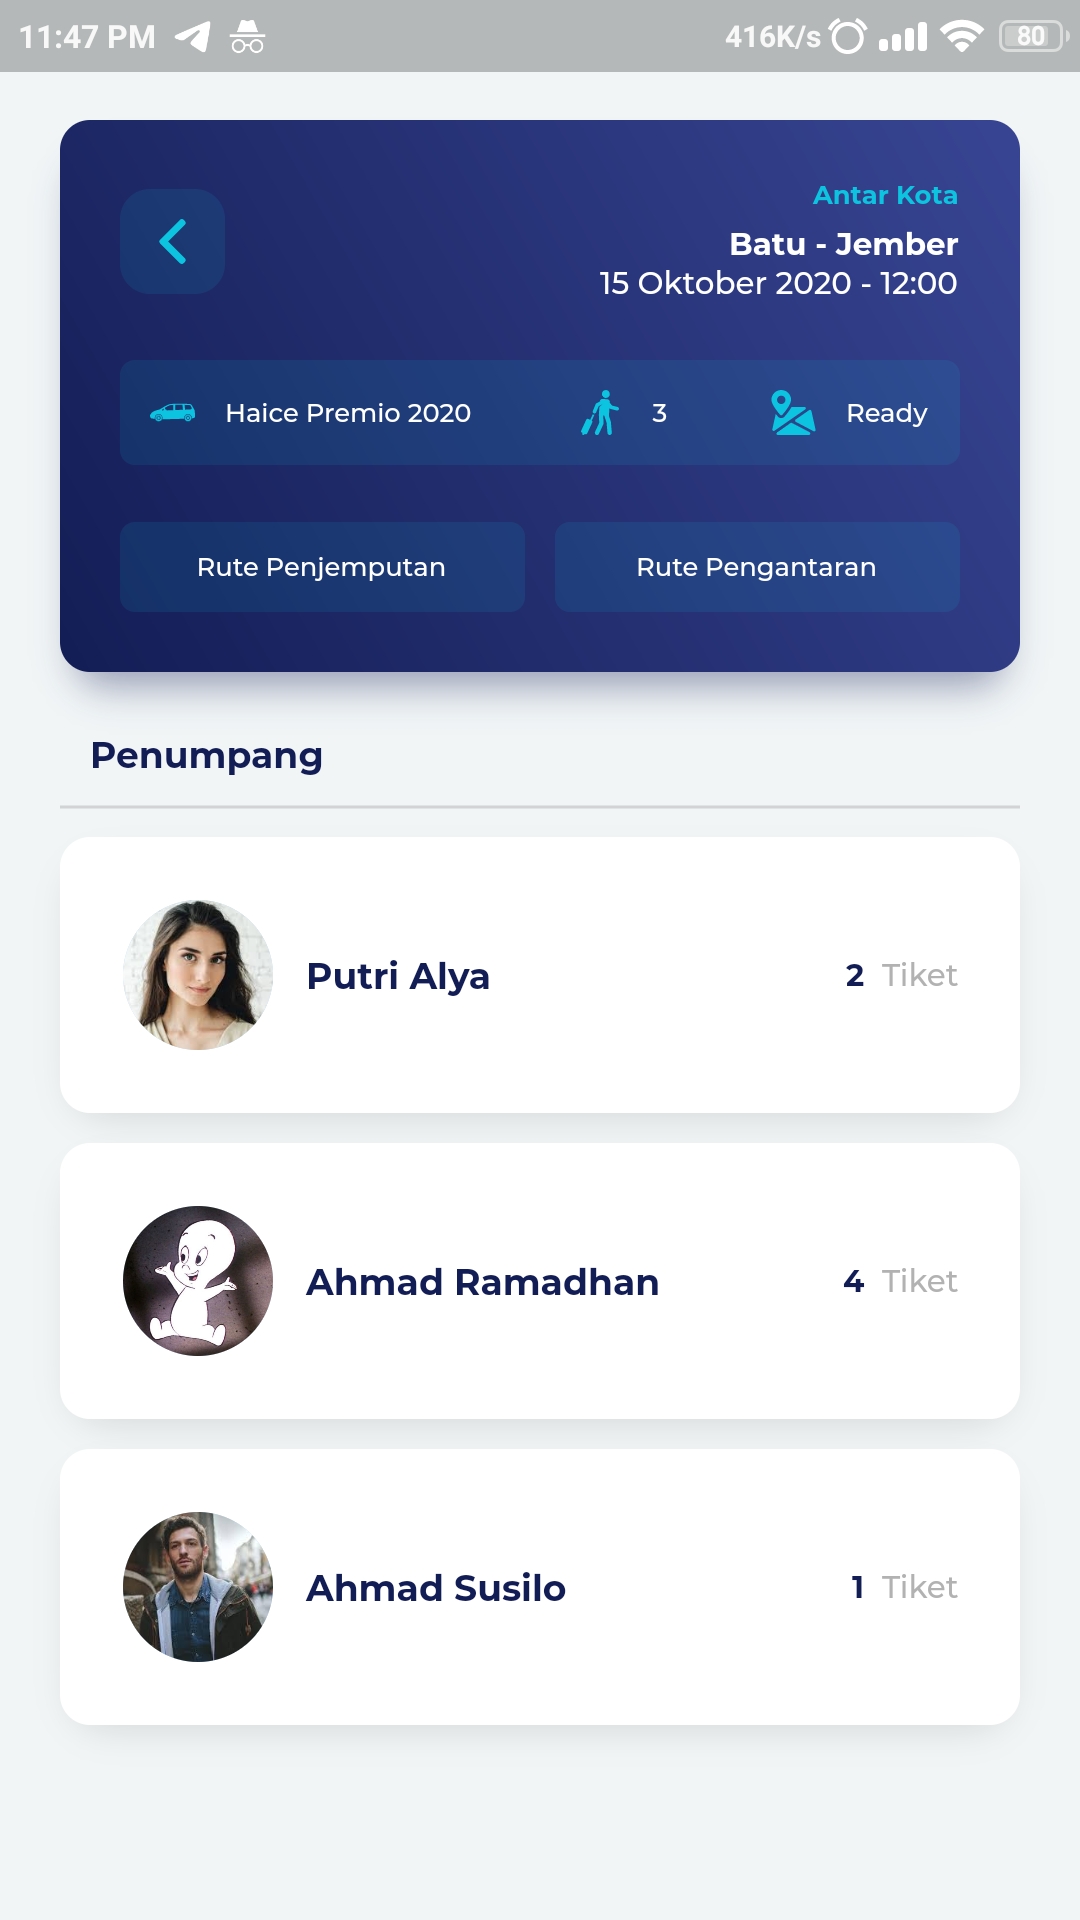 11:47 PM 416K/s 80
Antar Kota
Batu - Jember
15 Oktober 2020 - 12:00
Haice Premio 2020 3 Ready
Rute Penjemputan Rute Pengantaran
Penumpang
Putri Alya 2 Tiket
Ahmad Ramadhan 4 Tiket
Ahmad Susilo 1 Tiket